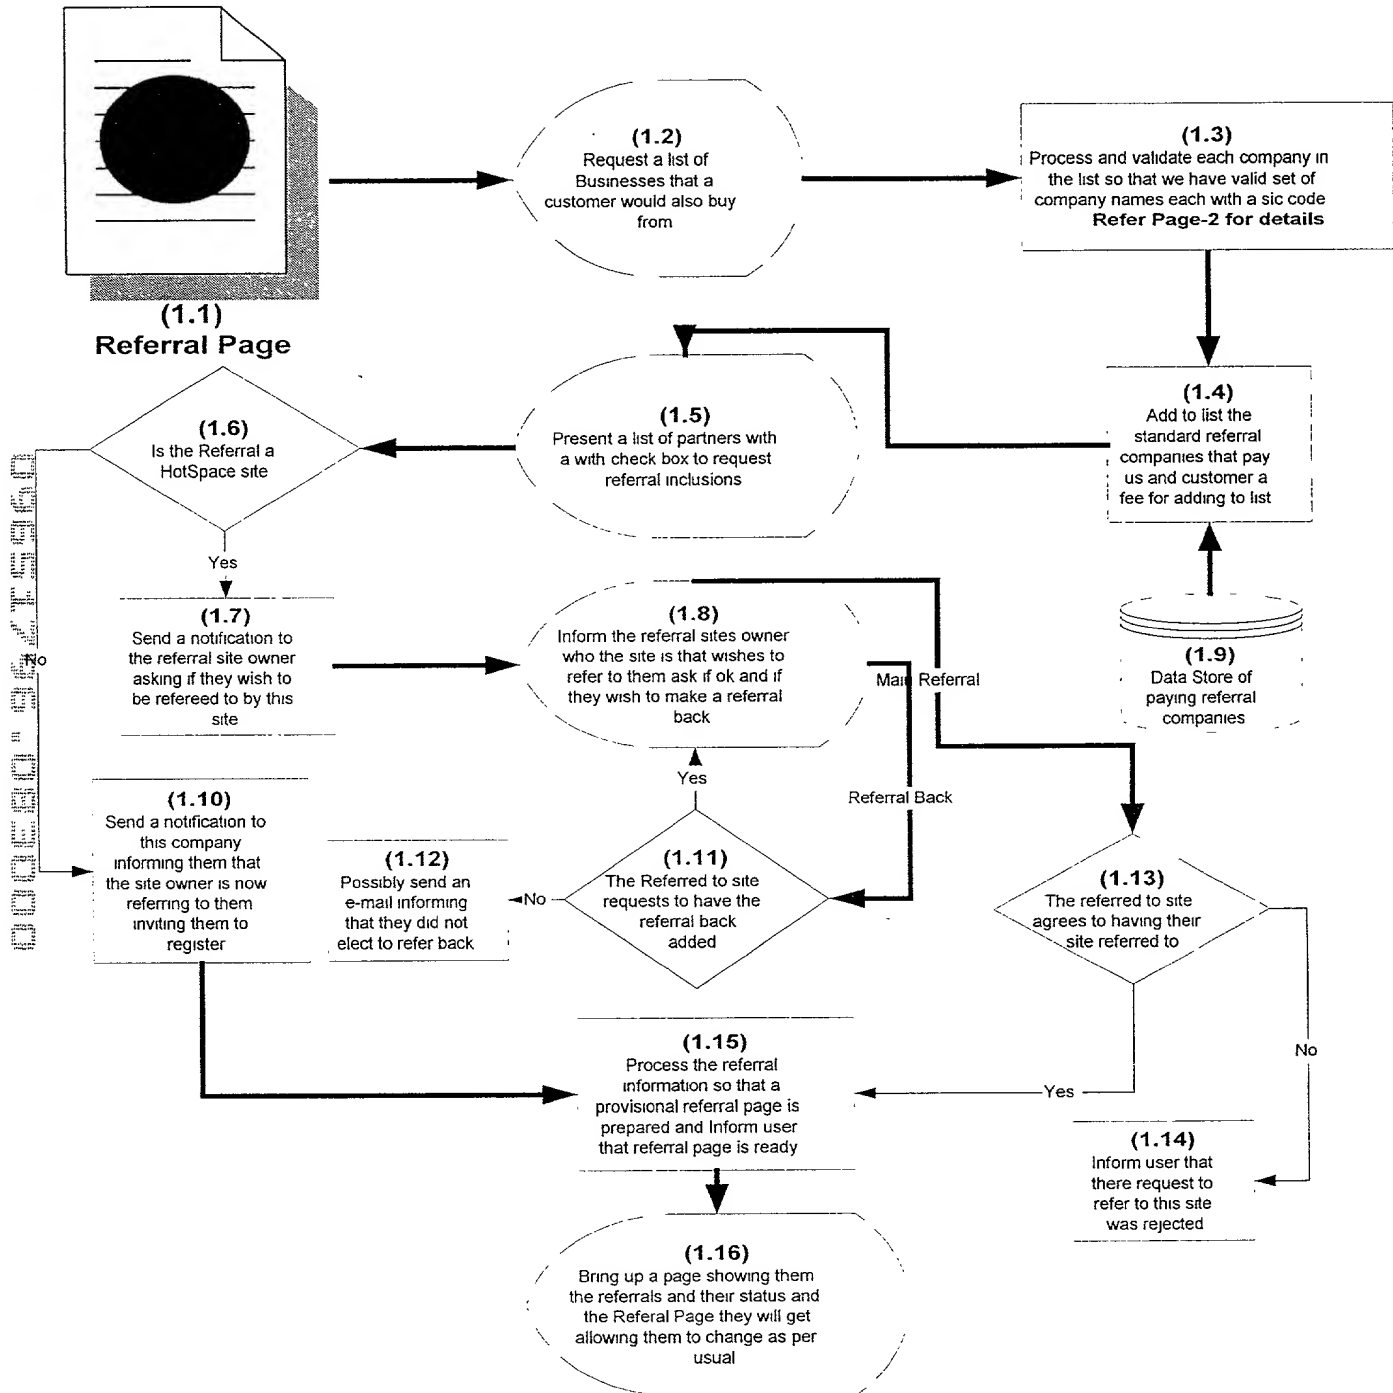 (1.1)
Referral Page
(1.2)
Request a list of
Businesses that a
customer would also buy
from
(1.3)
Process and validate each company in
the list so that we have valid set of
company names each with a sic code
Refer Page-2 for details
(1.4)
Add to list the
standard referral
companies that pay
us and customer a
fee for adding to list
(1.5)
Present a list of partners with
a with check box to request
referral inclusions
(1.6)
Is the Referral a
HotSpace site
Yes
No
(1.7)
Send a notification to
the referral site owner
asking if they wish to
be refereed to by this
site
(1.8)
Inform the referral sites owner
who the site is that wishes to
refer to them ask if ok and if
they wish to make a referral
back
Main Referral
(1.9)
Data Store of
paying referral
companies
Yes
Referral Back
(1.10)
Send a notification to
this company
informing them that
the site owner is now
referring to them
inviting them to
register
(1.12)
Possibly send an
e-mail informing
that they did not
elect to refer back
No
(1.11)
The Referred to site
requests to have the
referral back
added
(1.13)
The referred to site
agrees to having their
site referred to
No
Yes
(1.15)
Process the referral
information so that a
provisional referral page is
prepared and Inform user
that referral page is ready
(1.14)
Inform user that
there request to
refer to this site
was rejected
(1.16)
Bring up a page showing them
the referrals and their status and
the Referal Page they will get
allowing them to change as per
usual